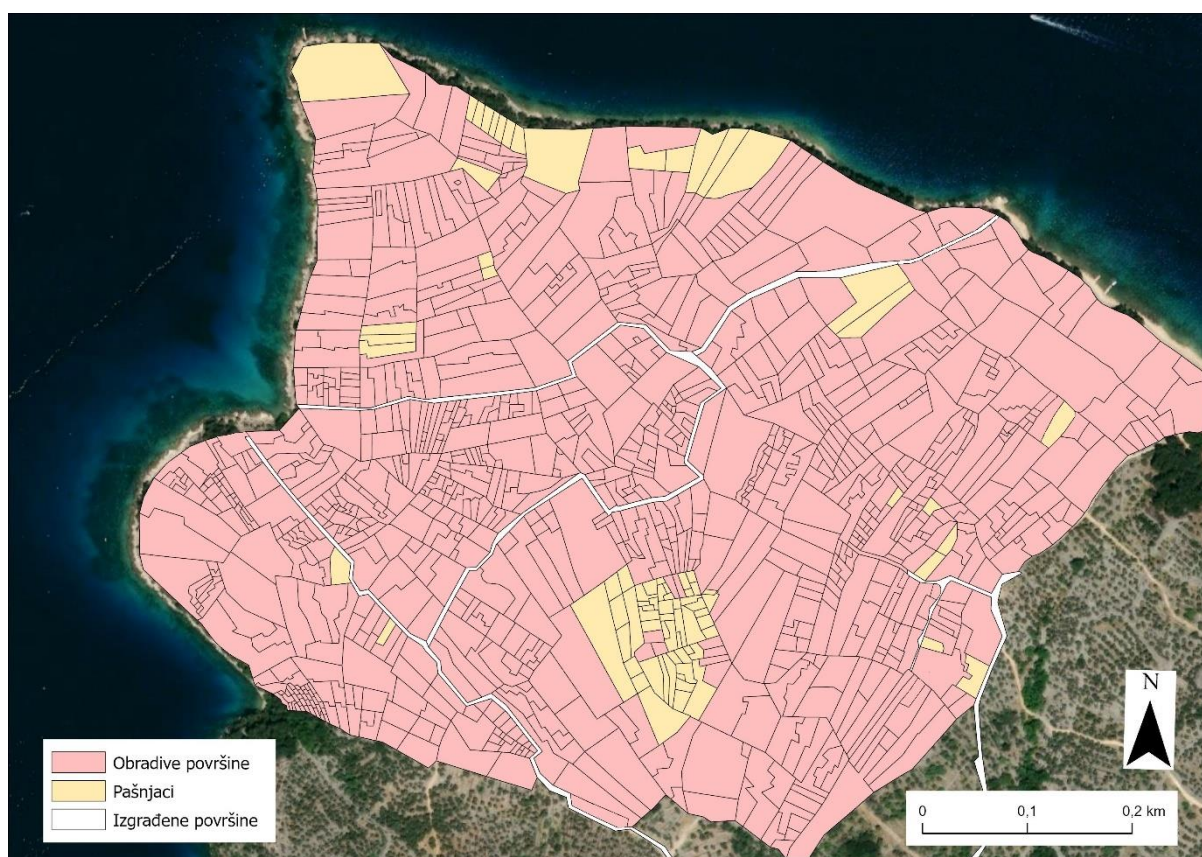 Obradive površine
Pašnjaci
Izgrađene površine
N
0 0,1 0,2 km